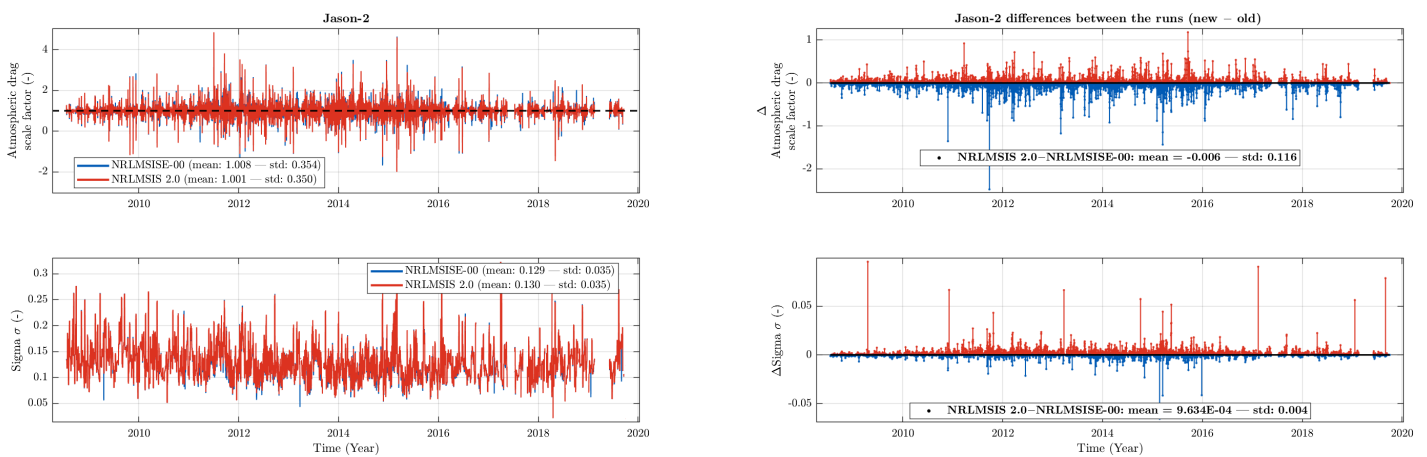 Jason-2
Atmospheric drag
scale factor (-)
4
2
0
-2
NRLMSISE-00 (mean: 1.008 — std: 0.354)
NRLMSIS 2.0 (mean: 1.001 — std: 0.350)
2010
2012
2014
2016
2018
2020
Jason-2 differences between the runs (new − old)
Δ
Atmospheric drag
scale factor (-)
1
0
-1
-2
NRLMSIS 2.0−NRLMSISE-00: mean = -0.006 — std: 0.116
2010
2012
2014
2016
2018
2020
Sigma σ (-)
0.3
0.25
0.2
0.15
0.1
0.05
NRLMSISE-00 (mean: 0.129 — std: 0.035)
NRLMSIS 2.0 (mean: 0.130 — std: 0.035)
2010
2012
2014
2016
2018
2020
Time (Year)
ΔSigma σ (-)
0.05
0
-0.05
NRLMSIS 2.0−NRLMSISE-00: mean = 9.634E-04 — std: 0.004
2010
2012
2014
2016
2018
2020
Time (Year)